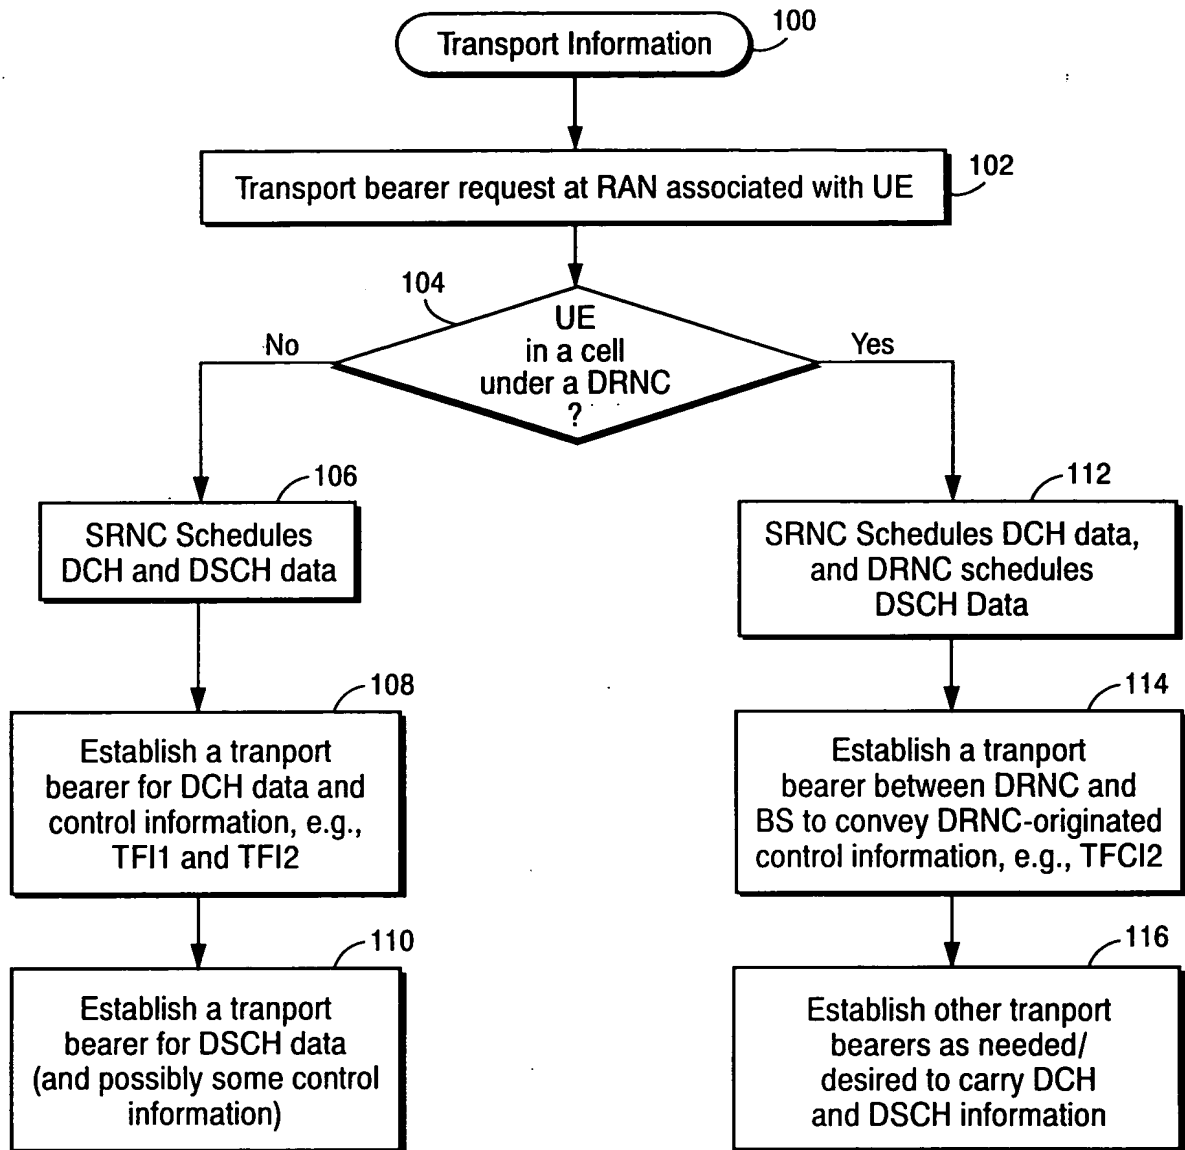 Transport Information
100
Transport bearer request at RAN associated with UE
102
104
UE
in a cell
under a DRNC
?
No
Yes
106
SRNC Schedules
DCH and DSCH data
112
SRNC Schedules DCH data,
and DRNC schedules
DSCH Data
108
Establish a tranport
bearer for DCH data and
control information, e.g.,
TFI1 and TFI2
114
Establish a tranport
bearer between DRNC and
BS to convey DRNC-originated
control information, e.g., TFCI2
110
Establish a tranport
bearer for DSCH data
(and possibly some control
information)
116
Establish other tranport
bearers as needed/
desired to carry DCH
and DSCH information